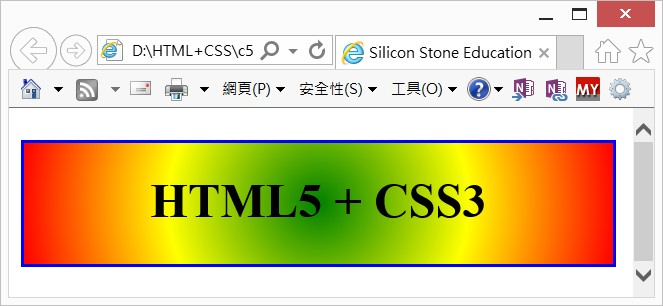 D:\HTML+CSS\c5
Silicon Stone Education
網頁(P) 安全性(S) 工具(O) ? MY
HTML5 + CSS3